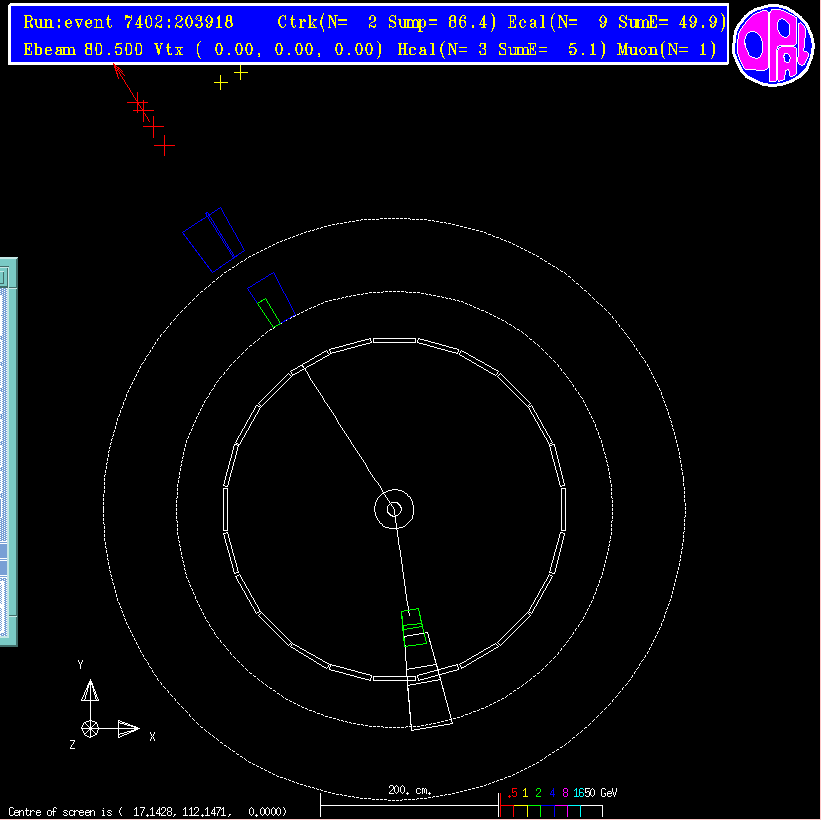 Run:event 7402:203918 Ctrk(N= 2 Sump= 86.4) Ecal(N= 9 SumE= 49.9)
Ebeam 80.500 Vtx ( 0.00, 0.00, 0.00) Hcal(N= 3 SumE= 5.1) Muon(N= 1)
OPAL
Y
Z X
200. cm.
.5 1 2 4 8 16 50 GeV
Centre of screen is ( 17.1428, 112.1471, 0.0000)